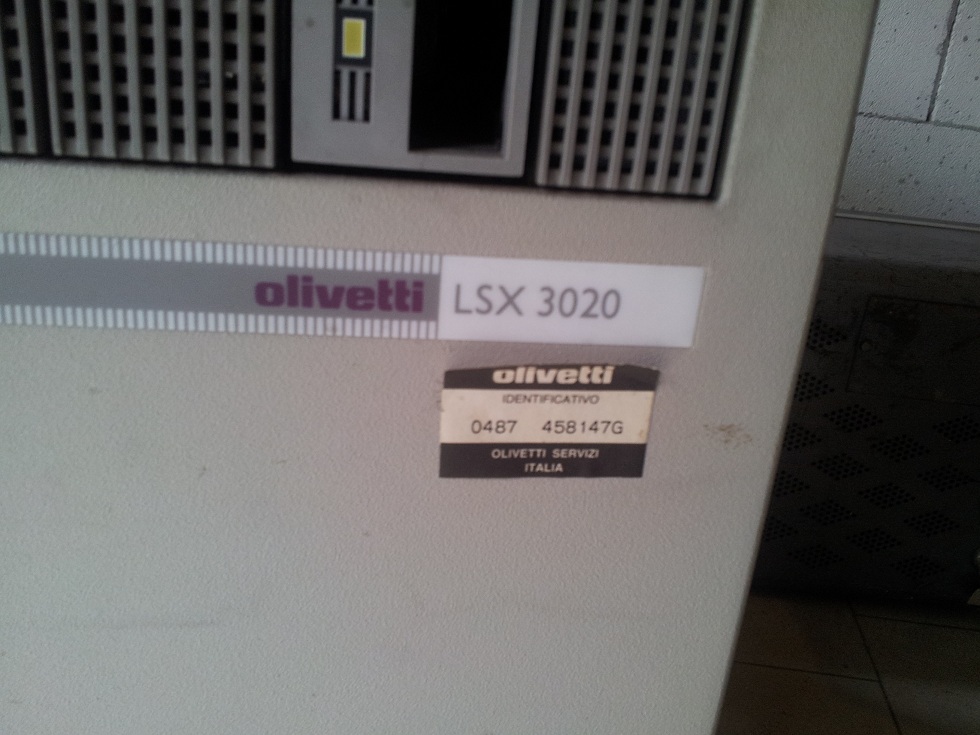 olivetti LSX 3020
olivetti
IDENTIFICATIVO
0487 458147G
OLIVETTI SERVIZI
ITALIA